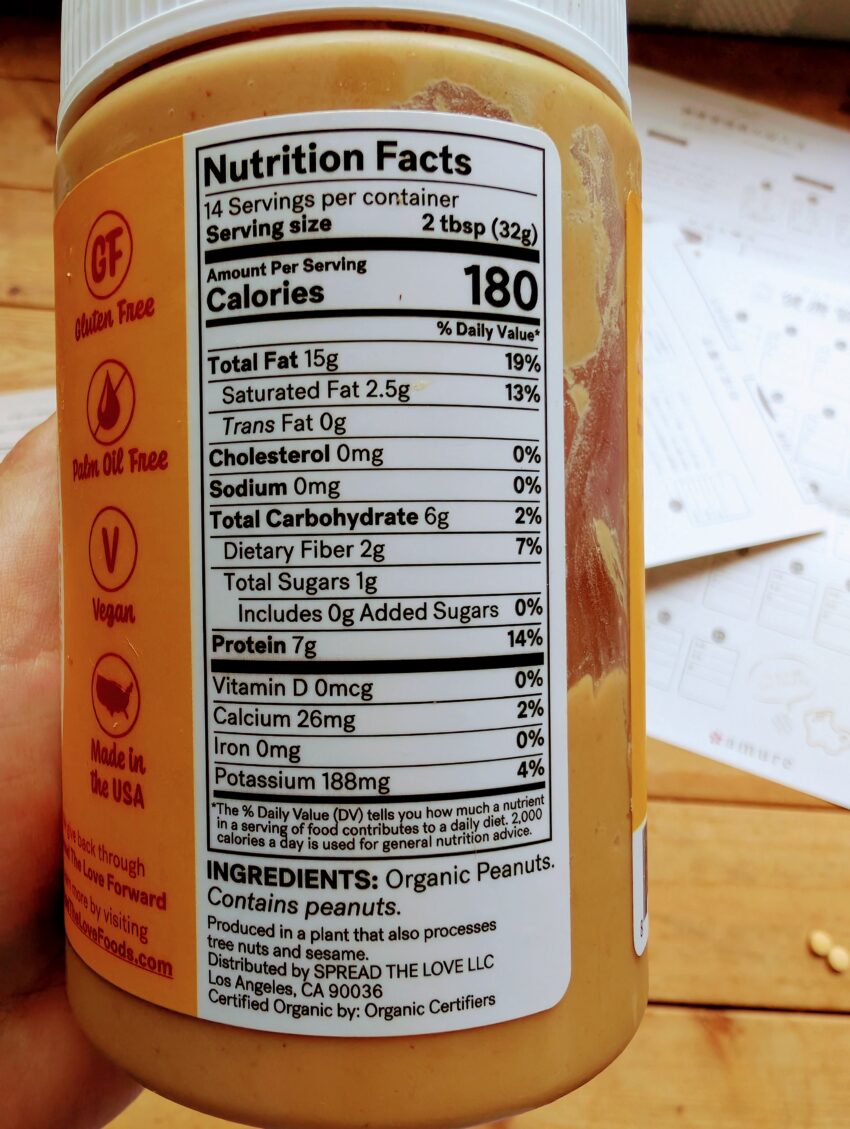 GF
Gluten Free
Palm Oil Free
V
Vegan
Made in
the USA
back through
The Love Forward
more by visiting
LoveFoods.com
Nutrition Facts
14 Servings per container
Serving size 2 tbsp (32g)
Amount Per Serving
Calories 180
% Daily Value*
Total Fat 15g 19%
Saturated Fat 2.5g 13%
Trans Fat 0g
Cholesterol 0mg 0%
Sodium 0mg 0%
Total Carbohydrate 6g 2%
Dietary Fiber 2g 7%
Total Sugars 1g
Includes 0g Added Sugars 0%
Protein 7g 14%
Vitamin D 0mcg 0%
Calcium 26mg 2%
Iron 0mg 0%
Potassium 188mg 4%
*The % Daily Value (DV) tells you how much a nutrient
in a serving of food contributes to a daily diet. 2,000
calories a day is used for general nutrition advice.
INGREDIENTS: Organic Peanuts.
Contains peanuts.
Produced in a plant that also processes
tree nuts and sesame.
Distributed by SPREAD THE LOVE LLC
Los Angeles, CA 90036
Certified Organic by: Organic Certifiers
amure